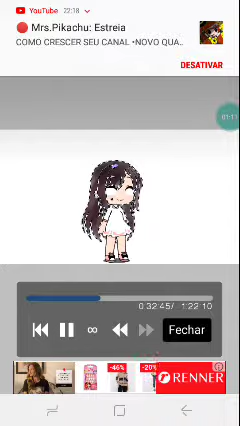 YouTube 22:18
Mrs.Pikachu: Estreia
COMO CRESCER SEU CANAL •NOVO QUA..
DESATIVAR
01:11
0:32:45/ 1:22:10
Fechar
-46%
-20%
RENNER